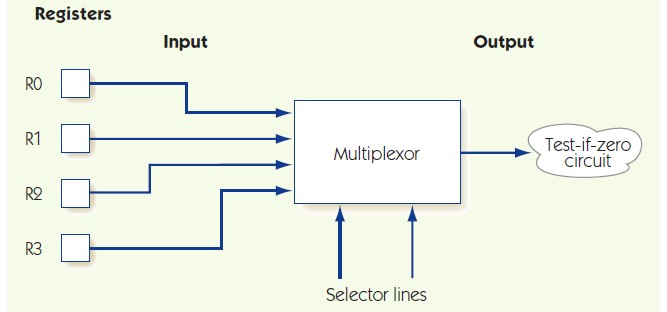 Registers
Input
Output
R0
R1
R2
R3
Multiplexor
Test-if-zero
circuit
Selector lines